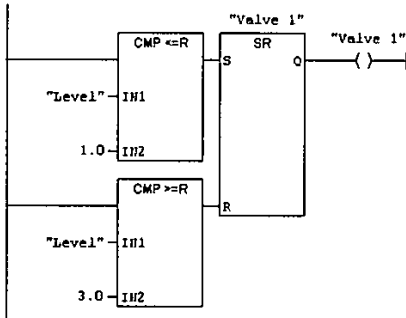 "Valve 1"
CMP <=R
SR
"Valve 1"
S
Q
( )
"Level"
IN1
1.0
IN2
CMP >=R
R
"Level"
IN1
3.0
IN2